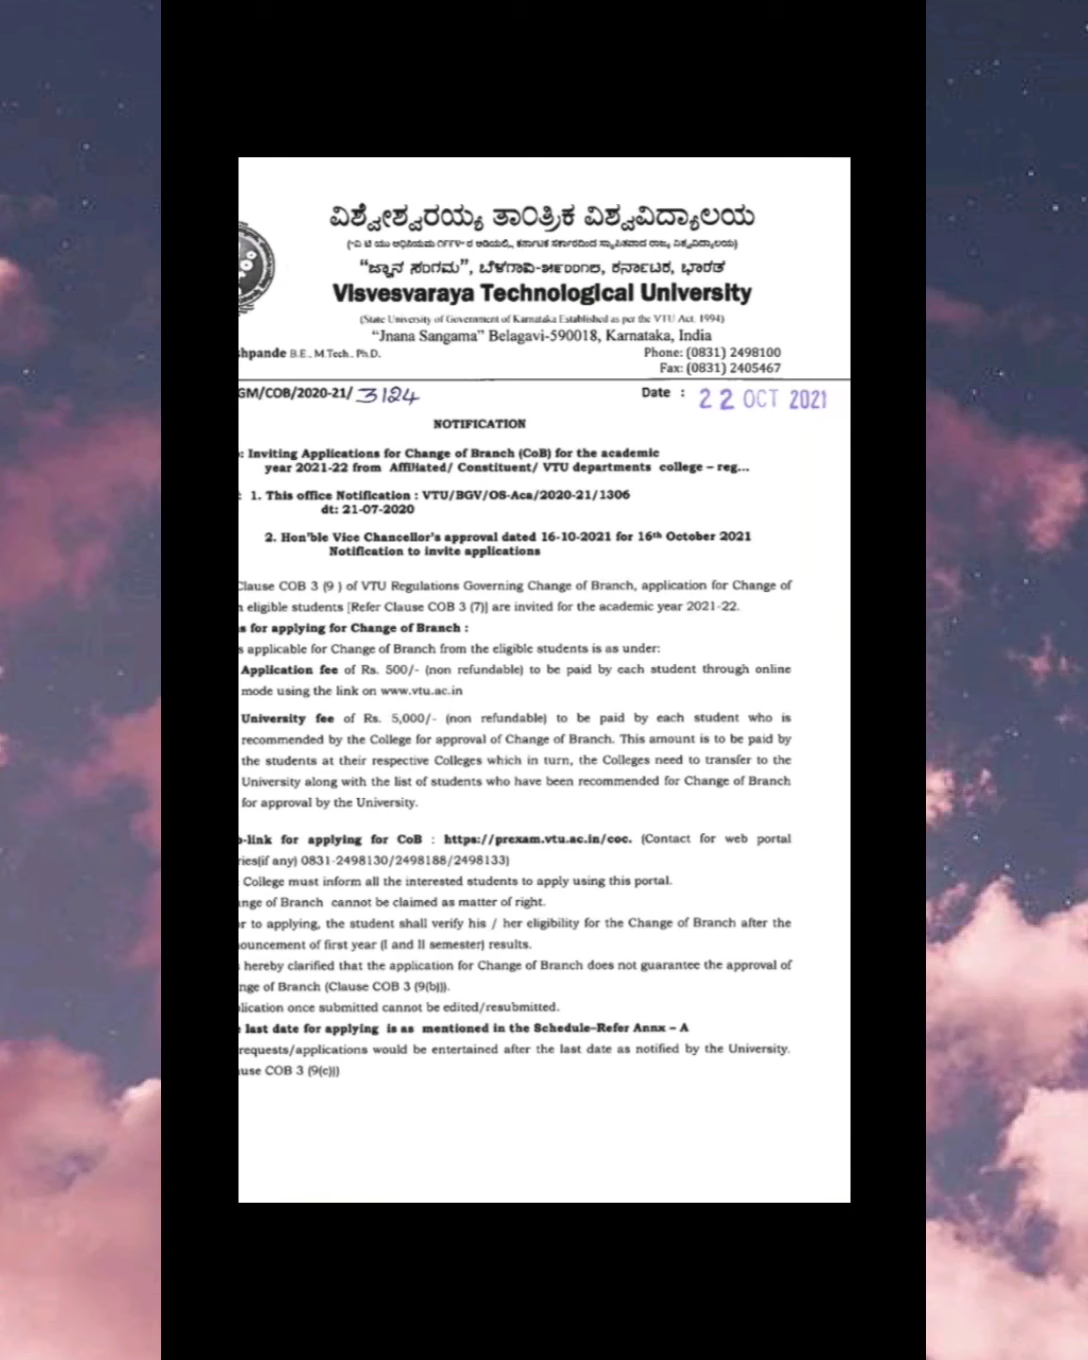 ವಿಶ್ವೇಶ್ವರಯ್ಯ ತಾಂತ್ರಿಕ ವಿಶ್ವವಿದ್ಯಾಲಯ
"ಜ್ಞಾನ ಸಂಗಮ", ಬೆಳಗಾವಿ-೫೯೦೦೧೮, ಕರ್ನಾಟಕ, ಭಾರತ
Visvesvaraya Technological University
(State University of Government of Karnataka Established as per the VTU Act, 1994)
"Jnana Sangama" Belagavi-590018, Karnataka, India
hpande B.E., M.Tech., Ph.D.
Phone: (0831) 2498100
Fax: (0831) 2405467
GM/COB/2020-21/ 3124
Date : 22 OCT 2021
NOTIFICATION
: Inviting Applications for Change of Branch (CoB) for the academic
year 2021-22 from Affiliated/ Constituent/ VTU departments college – reg...
: 1. This office Notification : VTU/BGV/OS-Aca/2020-21/1306
dt: 21-07-2020
2. Hon'ble Vice Chancellor's approval dated 16-10-2021 for 16th October 2021
Notification to invite applications
Clause COB 3 (9 ) of VTU Regulations Governing Change of Branch, application for Change of
eligible students [Refer Clause COB 3 (7)] are invited for the academic year 2021-22.
s for applying for Change of Branch :
s applicable for Change of Branch from the eligible students is as under:
Application fee of Rs. 500/- (non refundable) to be paid by each student through online
mode using the link on www.vtu.ac.in
University fee of Rs. 5,000/- (non refundable) to be paid by each student who is
recommended by the College for approval of Change of Branch. This amount is to be paid by
the students at their respective Colleges which in turn, the Colleges need to transfer to the
University along with the list of students who have been recommended for Change of Branch
for approval by the University.
-link for applying for CoB : https://prexam.vtu.ac.in/coc. (Contact for web portal
ries(if any) 0831-2498130/2498188/2498133)
College must inform all the interested students to apply using this portal.
nge of Branch cannot be claimed as matter of right.
r to applying, the student shall verify his / her eligibility for the Change of Branch after the
ouncement of first year (I and II semester) results.
hereby clarified that the application for Change of Branch does not guarantee the approval of
nge of Branch (Clause COB 3 (9(b))).
lication once submitted cannot be edited/resubmitted.
last date for applying is as mentioned in the Schedule–Refer Annx – A
requests/applications would be entertained after the last date as notified by the University.
use COB 3 (9(c)))